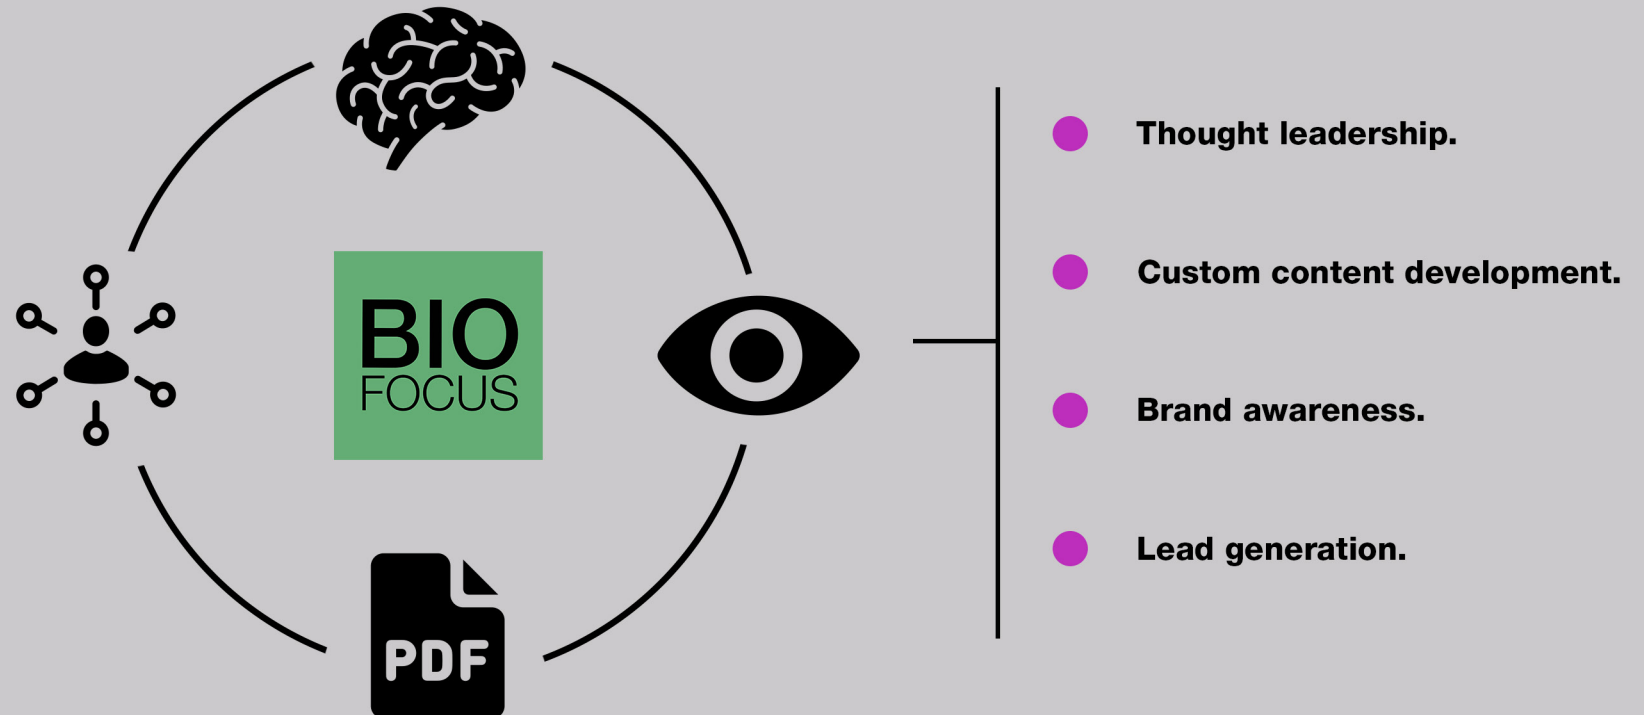 BIO
FOCUS
PDF
Thought leadership.
Custom content development.
Brand awareness.
Lead generation.